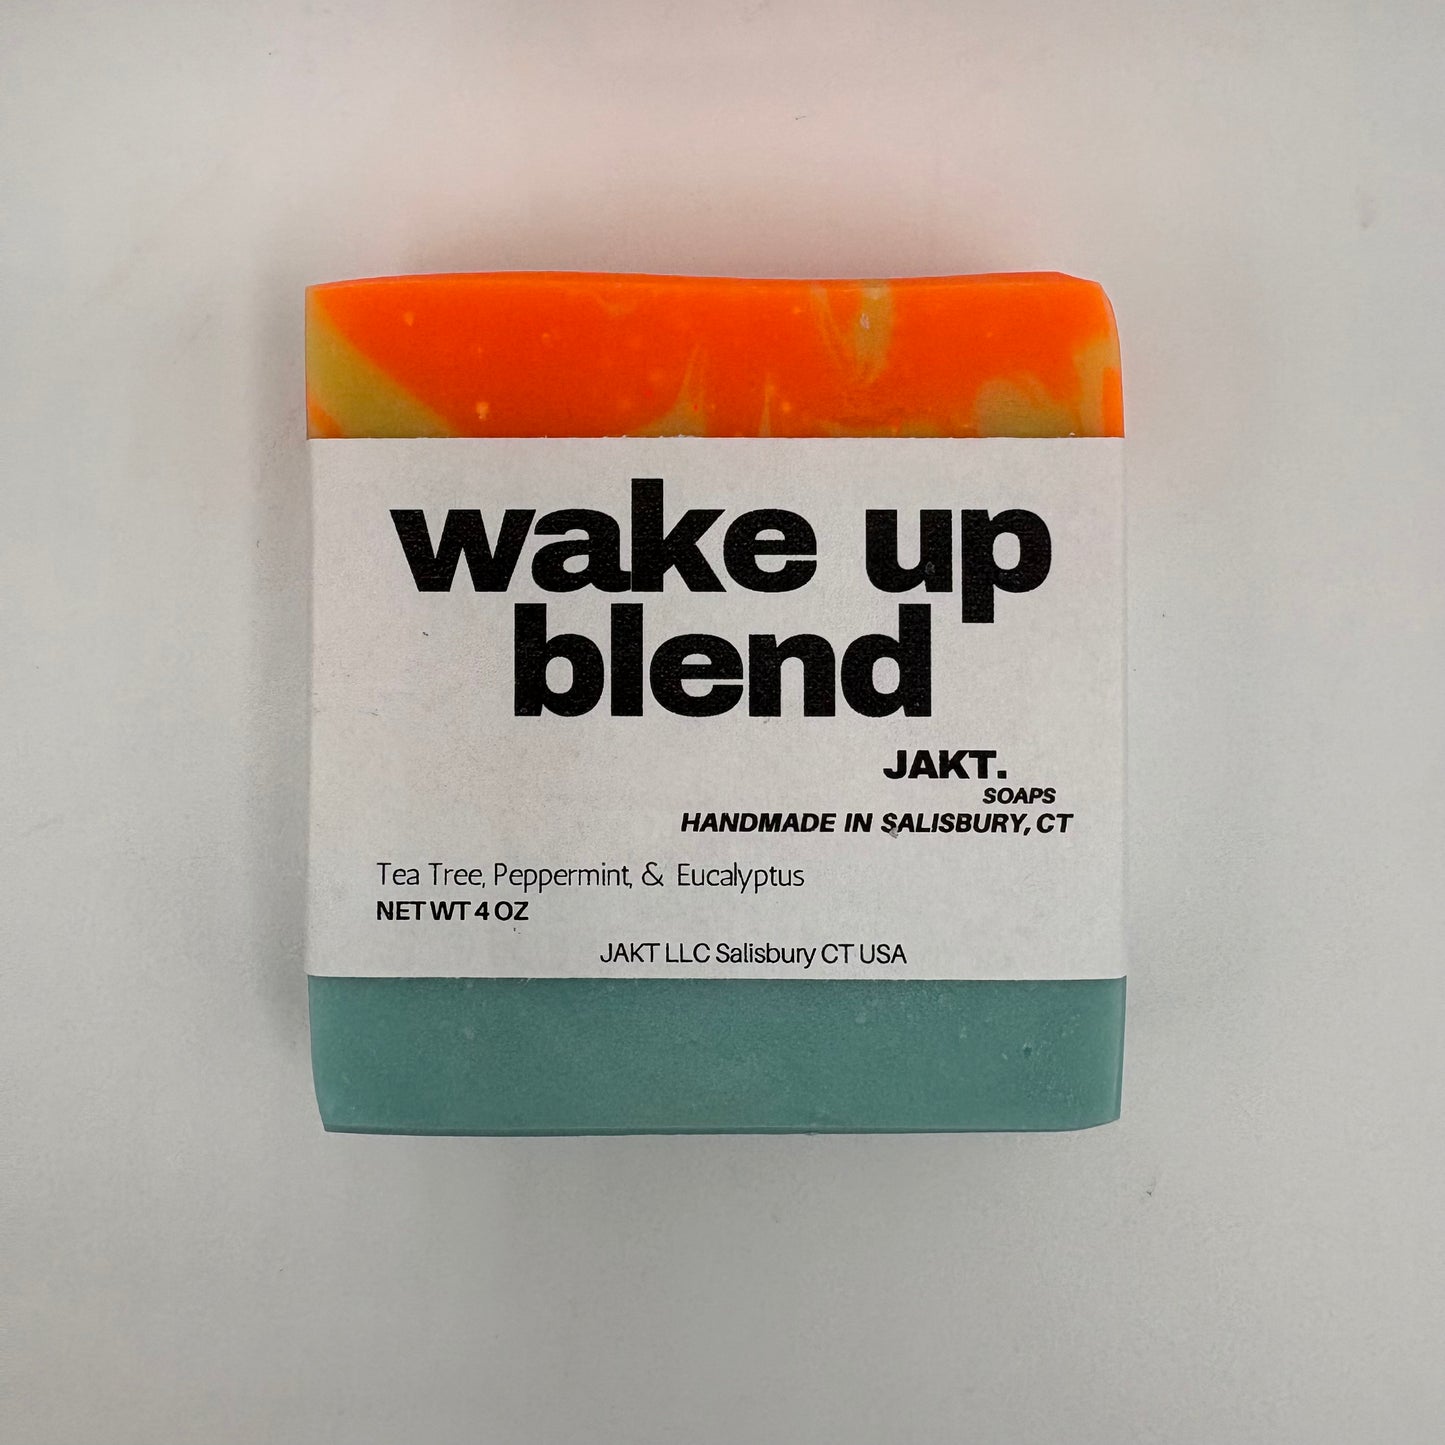 wake up
blend
JAKT.
SOAPS
HANDMADE IN SALISBURY, CT
Tea Tree, Peppermint, & Eucalyptus
NET WT 4 OZ
JAKT LLC Salisbury CT USA